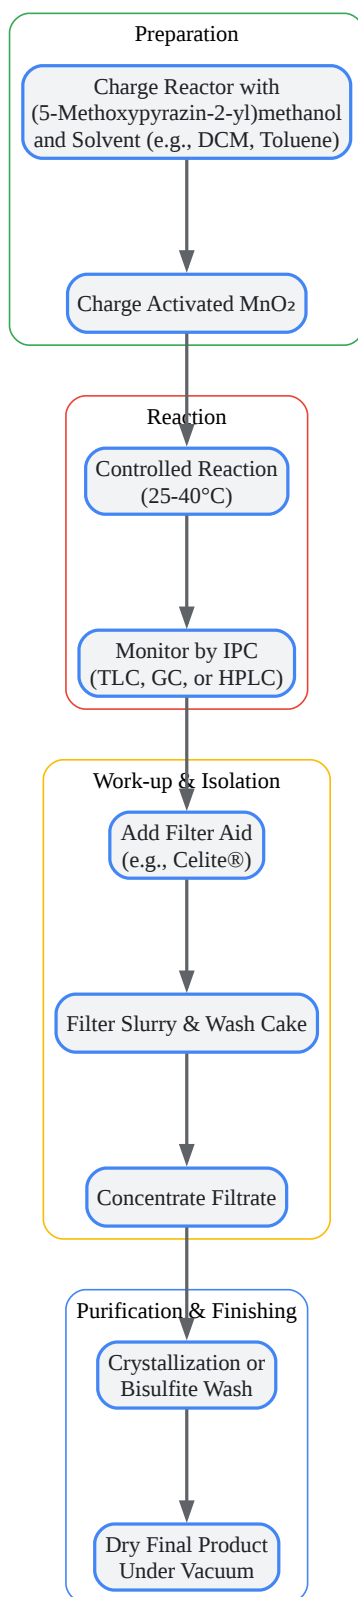 Preparation
Charge Reactor with
(5-Methoxypyrazin-2-yl)methanol
and Solvent (e.g., DCM, Toluene)
Charge Activated MnO₂
Reaction
Controlled Reaction
(25-40°C)
Monitor by IPC
(TLC, GC, or HPLC)
Work-up & Isolation
Add Filter Aid
(e.g., Celite®)
Filter Slurry & Wash Cake
Concentrate Filtrate
Purification & Finishing
Crystallization or
Bisulfite Wash
Dry Final Product
Under Vacuum